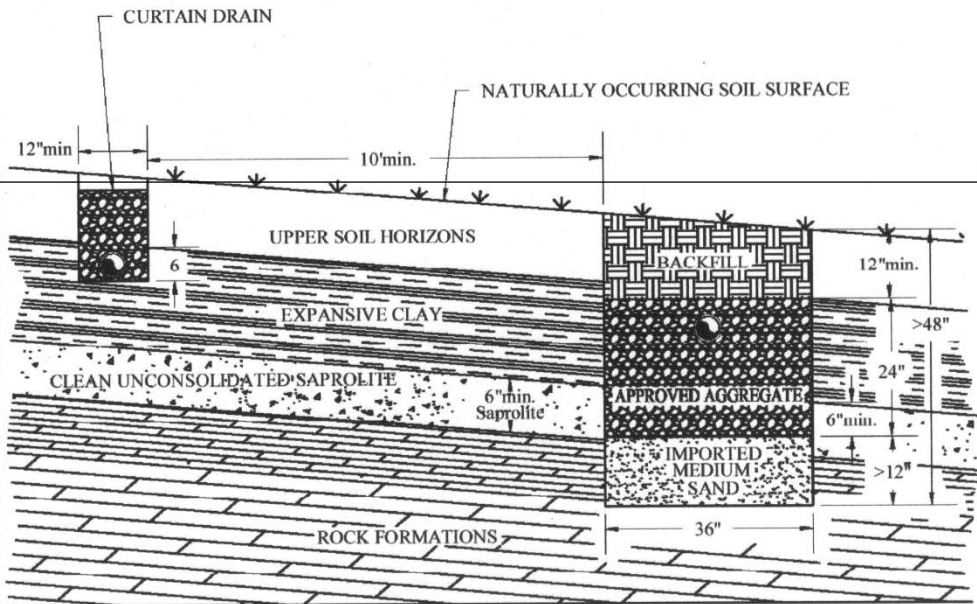 CURTAIN DRAIN
NATURALLY OCCURRING SOIL SURFACE
12"min
10'min.
UPPER SOIL HORIZONS
6
BACKFILL
12"min.
>48"
EXPANSIVE CLAY
24"
CLEAN UNCONSOLIDATED SAPROLITE
6"min.
Saprolite
APPROVED AGGREGATE
6"min.
IMPORTED
MEDIUM
SAND
>12"
36"
ROCK FORMATIONS